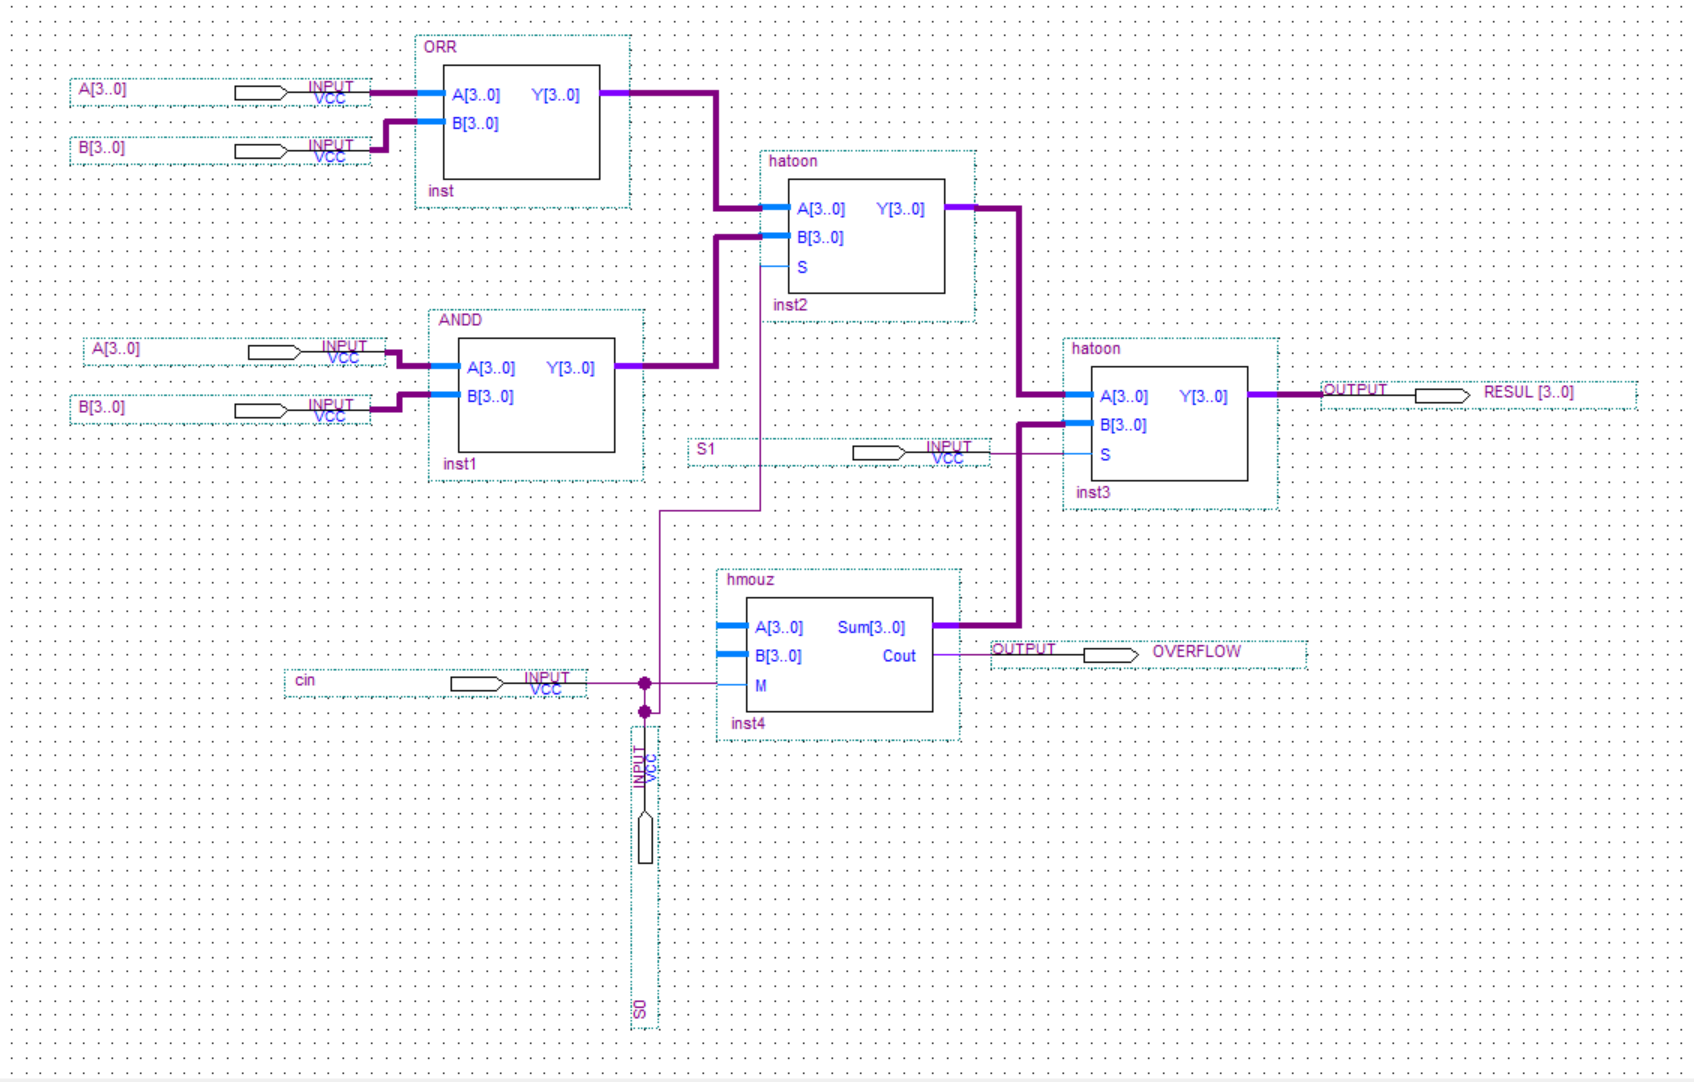 ORR
A[3..0] INPUT VCC
A[3..0] Y[3..0]
B[3..0]
B[3..0] INPUT VCC
inst
hatoon
A[3..0] Y[3..0]
B[3..0]
S
inst2
ANDD
A[3..0] INPUT VCC
A[3..0] Y[3..0]
B[3..0]
B[3..0] INPUT VCC
inst1
hatoon
A[3..0] Y[3..0]
B[3..0]
S
inst3
OUTPUT RESUL [3..0]
S1 INPUT VCC
hmouz
A[3..0] Sum[3..0]
B[3..0] Cout
M
inst4
OUTPUT OVERFLOW
cin INPUT VCC
INPUT VCC
S0